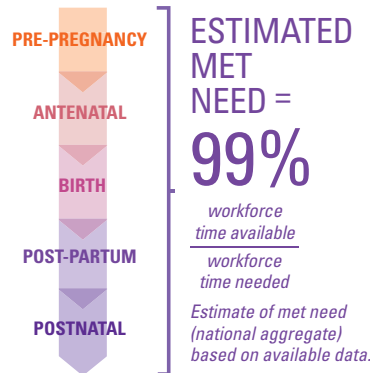 PRE-PREGNANCY
ANTENATAL
BIRTH
POST-PARTUM
POSTNATAL
ESTIMATED
MET
NEED =
99%
workforce
time available
workforce
time needed
Estimate of met need
(national aggregate)
based on available data.